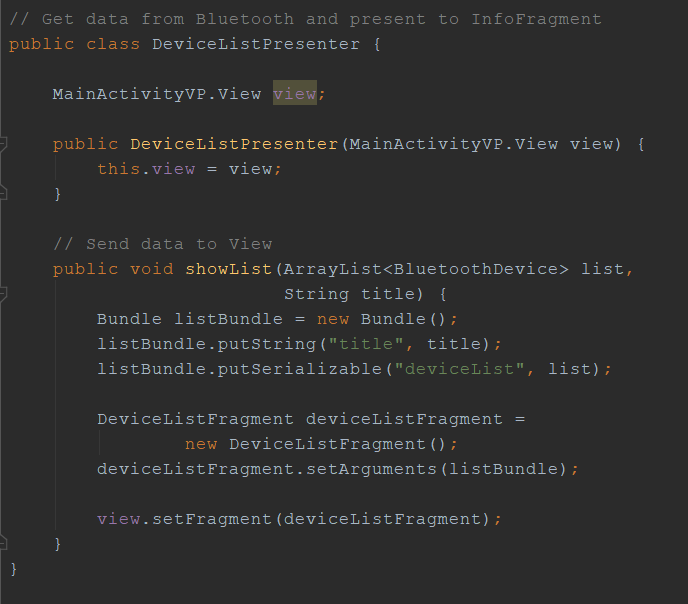 // Get data from Bluetooth and present to InfoFragment
public class DeviceListPresenter {
MainActivityVP.View view;
public DeviceListPresenter(MainActivityVP.View view) {
this.view = view;
}
// Send data to View
public void showList(ArrayList<BluetoothDevice> list,
String title) {
Bundle listBundle = new Bundle();
listBundle.putString("title", title);
listBundle.putSerializable("deviceList", list);
DeviceListFragment deviceListFragment =
new DeviceListFragment();
deviceListFragment.setArguments(listBundle);
view.setFragment(deviceListFragment);
}
}